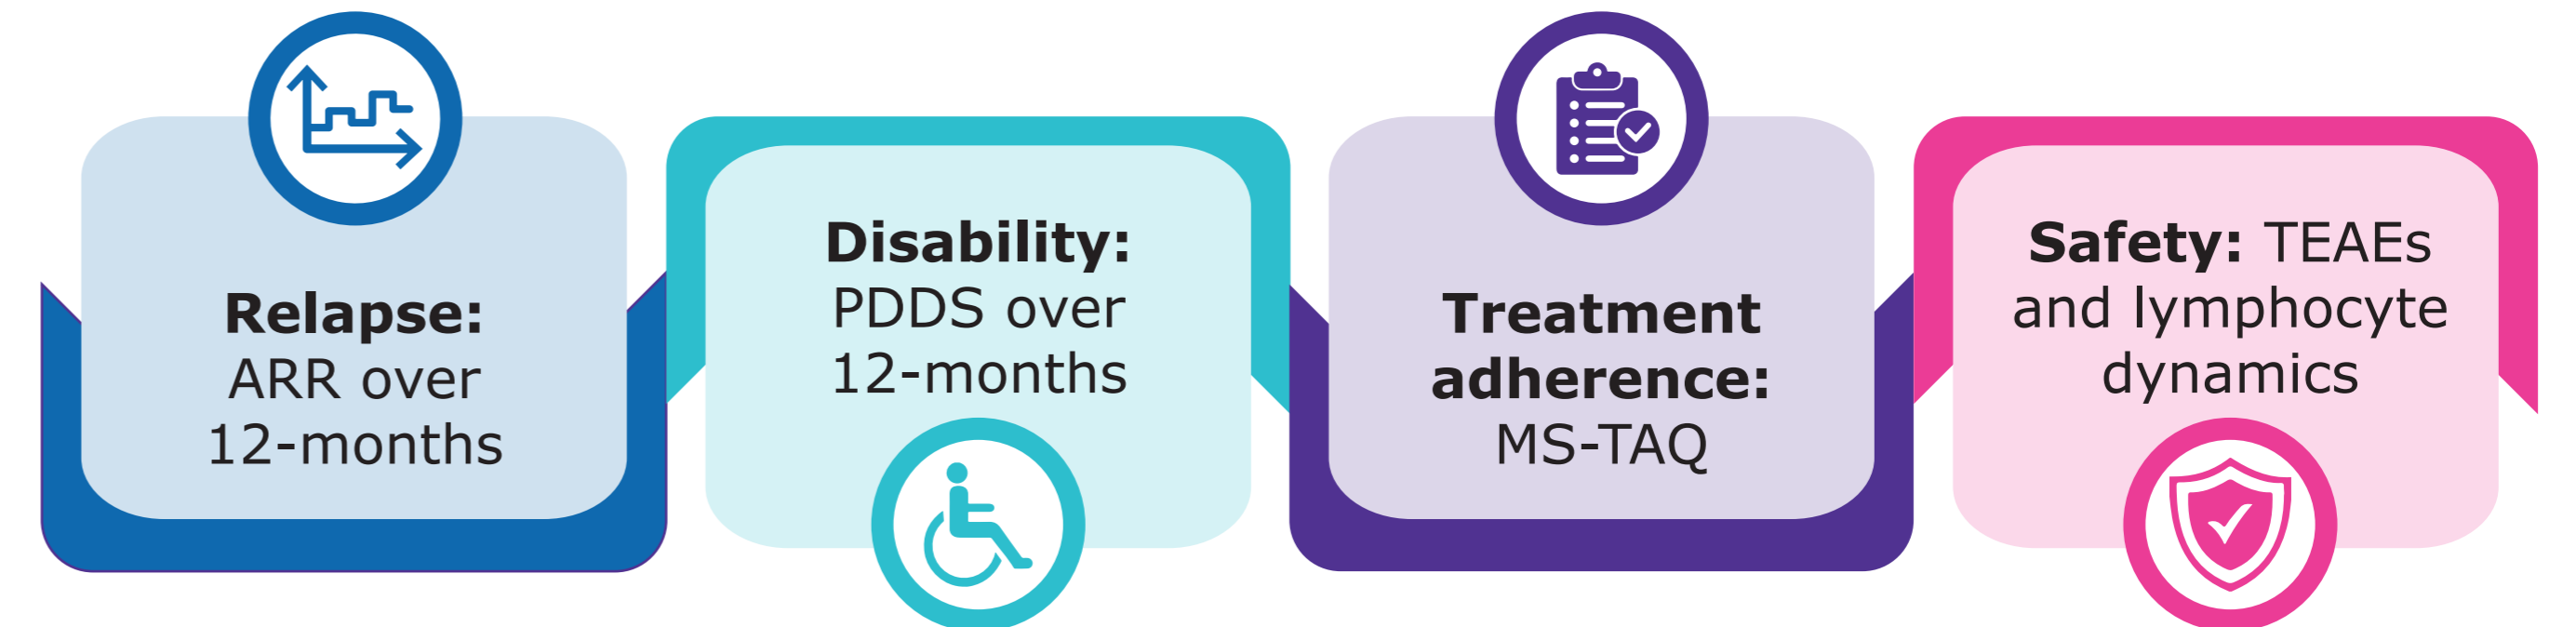 Relapse:
ARR over
12-months
Disability:
PDDS over
12-months
Treatment
adherence:
MS-TAQ
Safety: TEAEs
and lymphocyte
dynamics